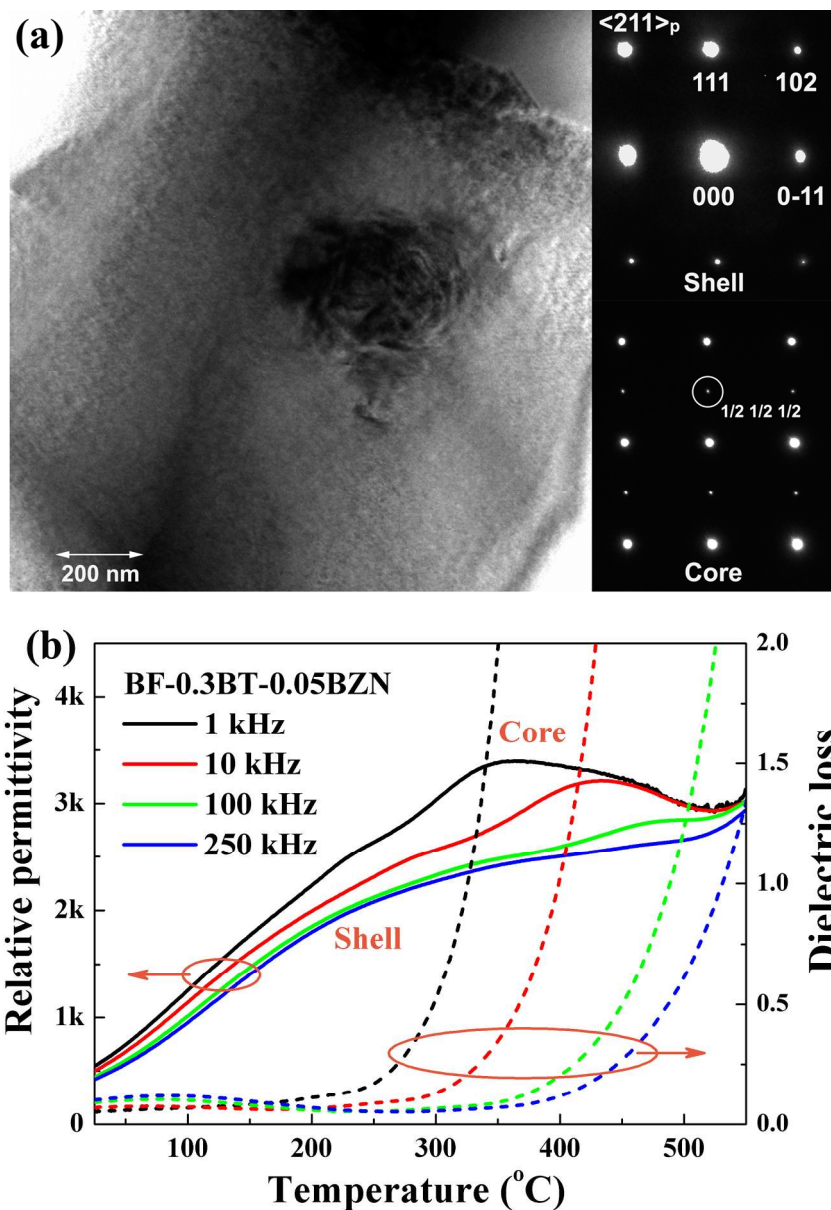 (a)
<211>p
111 102
000 0-11
Shell
1/2 1/2 1/2
200 nm
Core
(b)
BF-0.3BT-0.05BZN
1 kHz
10 kHz
100 kHz
250 kHz
Core
Shell
Relative permittivity
4k
3k
2k
1k
0
2.0
1.5
1.0
0.5
0.0
Dielectric loss
100 200 300 400 500
Temperature (°C)